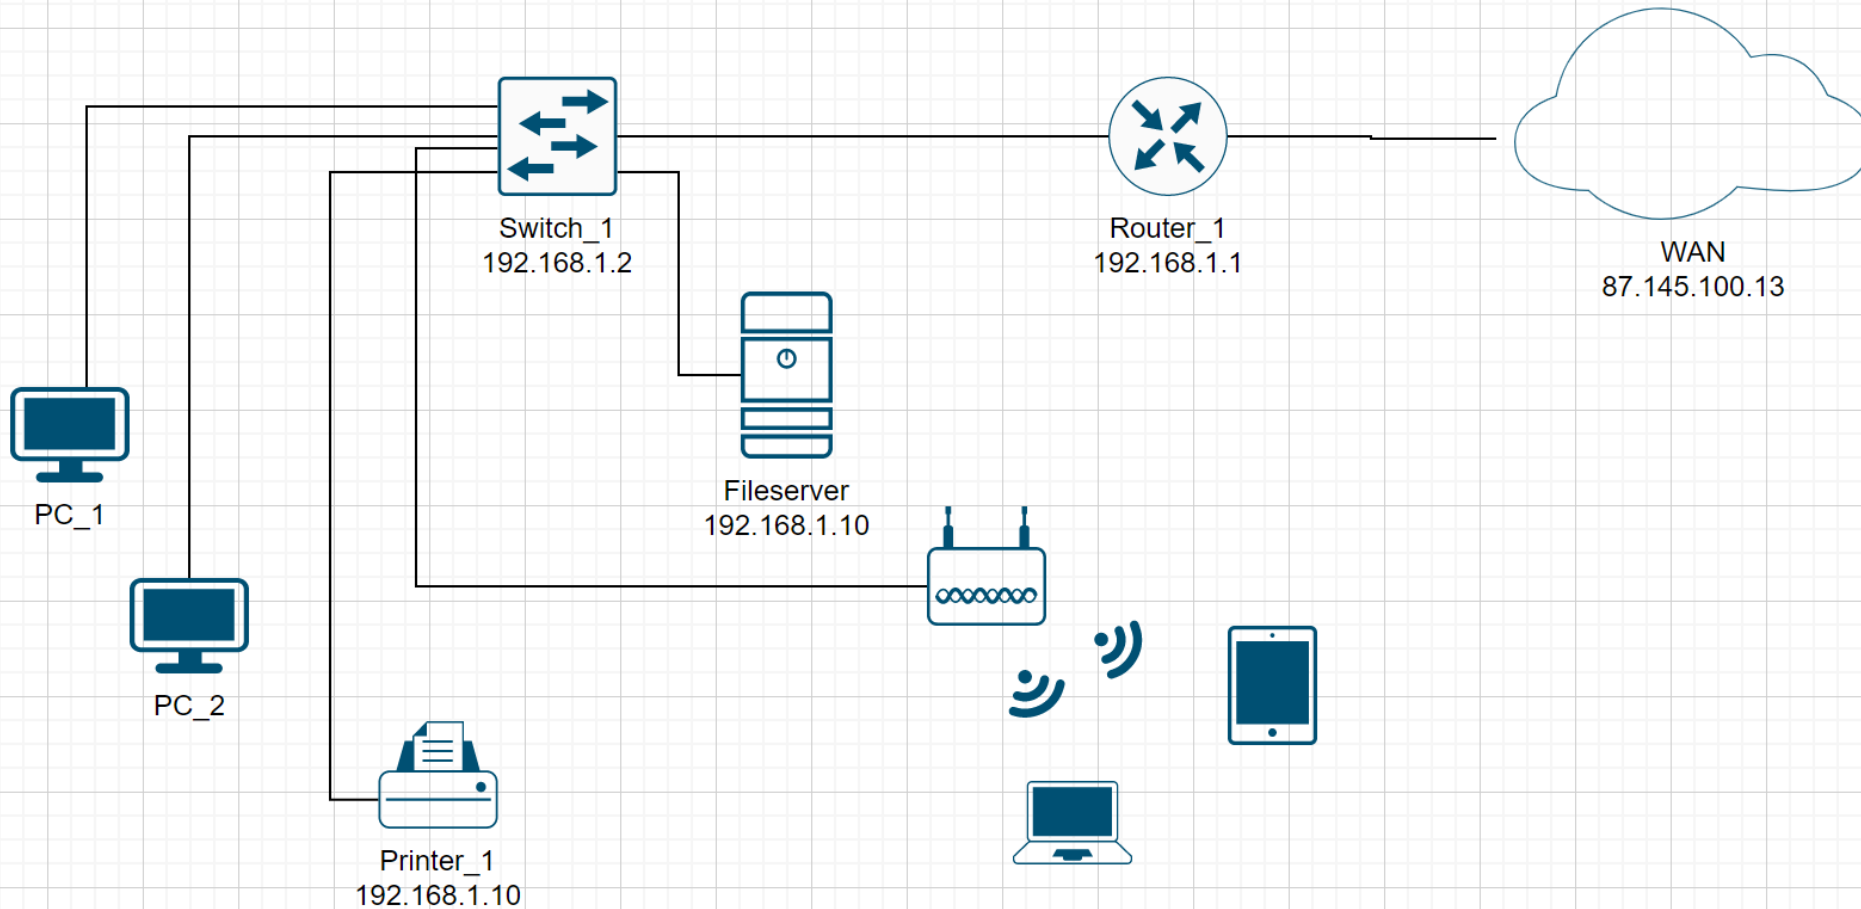 Switch_1
192.168.1.2
Router_1
192.168.1.1
WAN
87.145.100.13
Fileserver
192.168.1.10
PC_1
PC_2
Printer_1
192.168.1.10